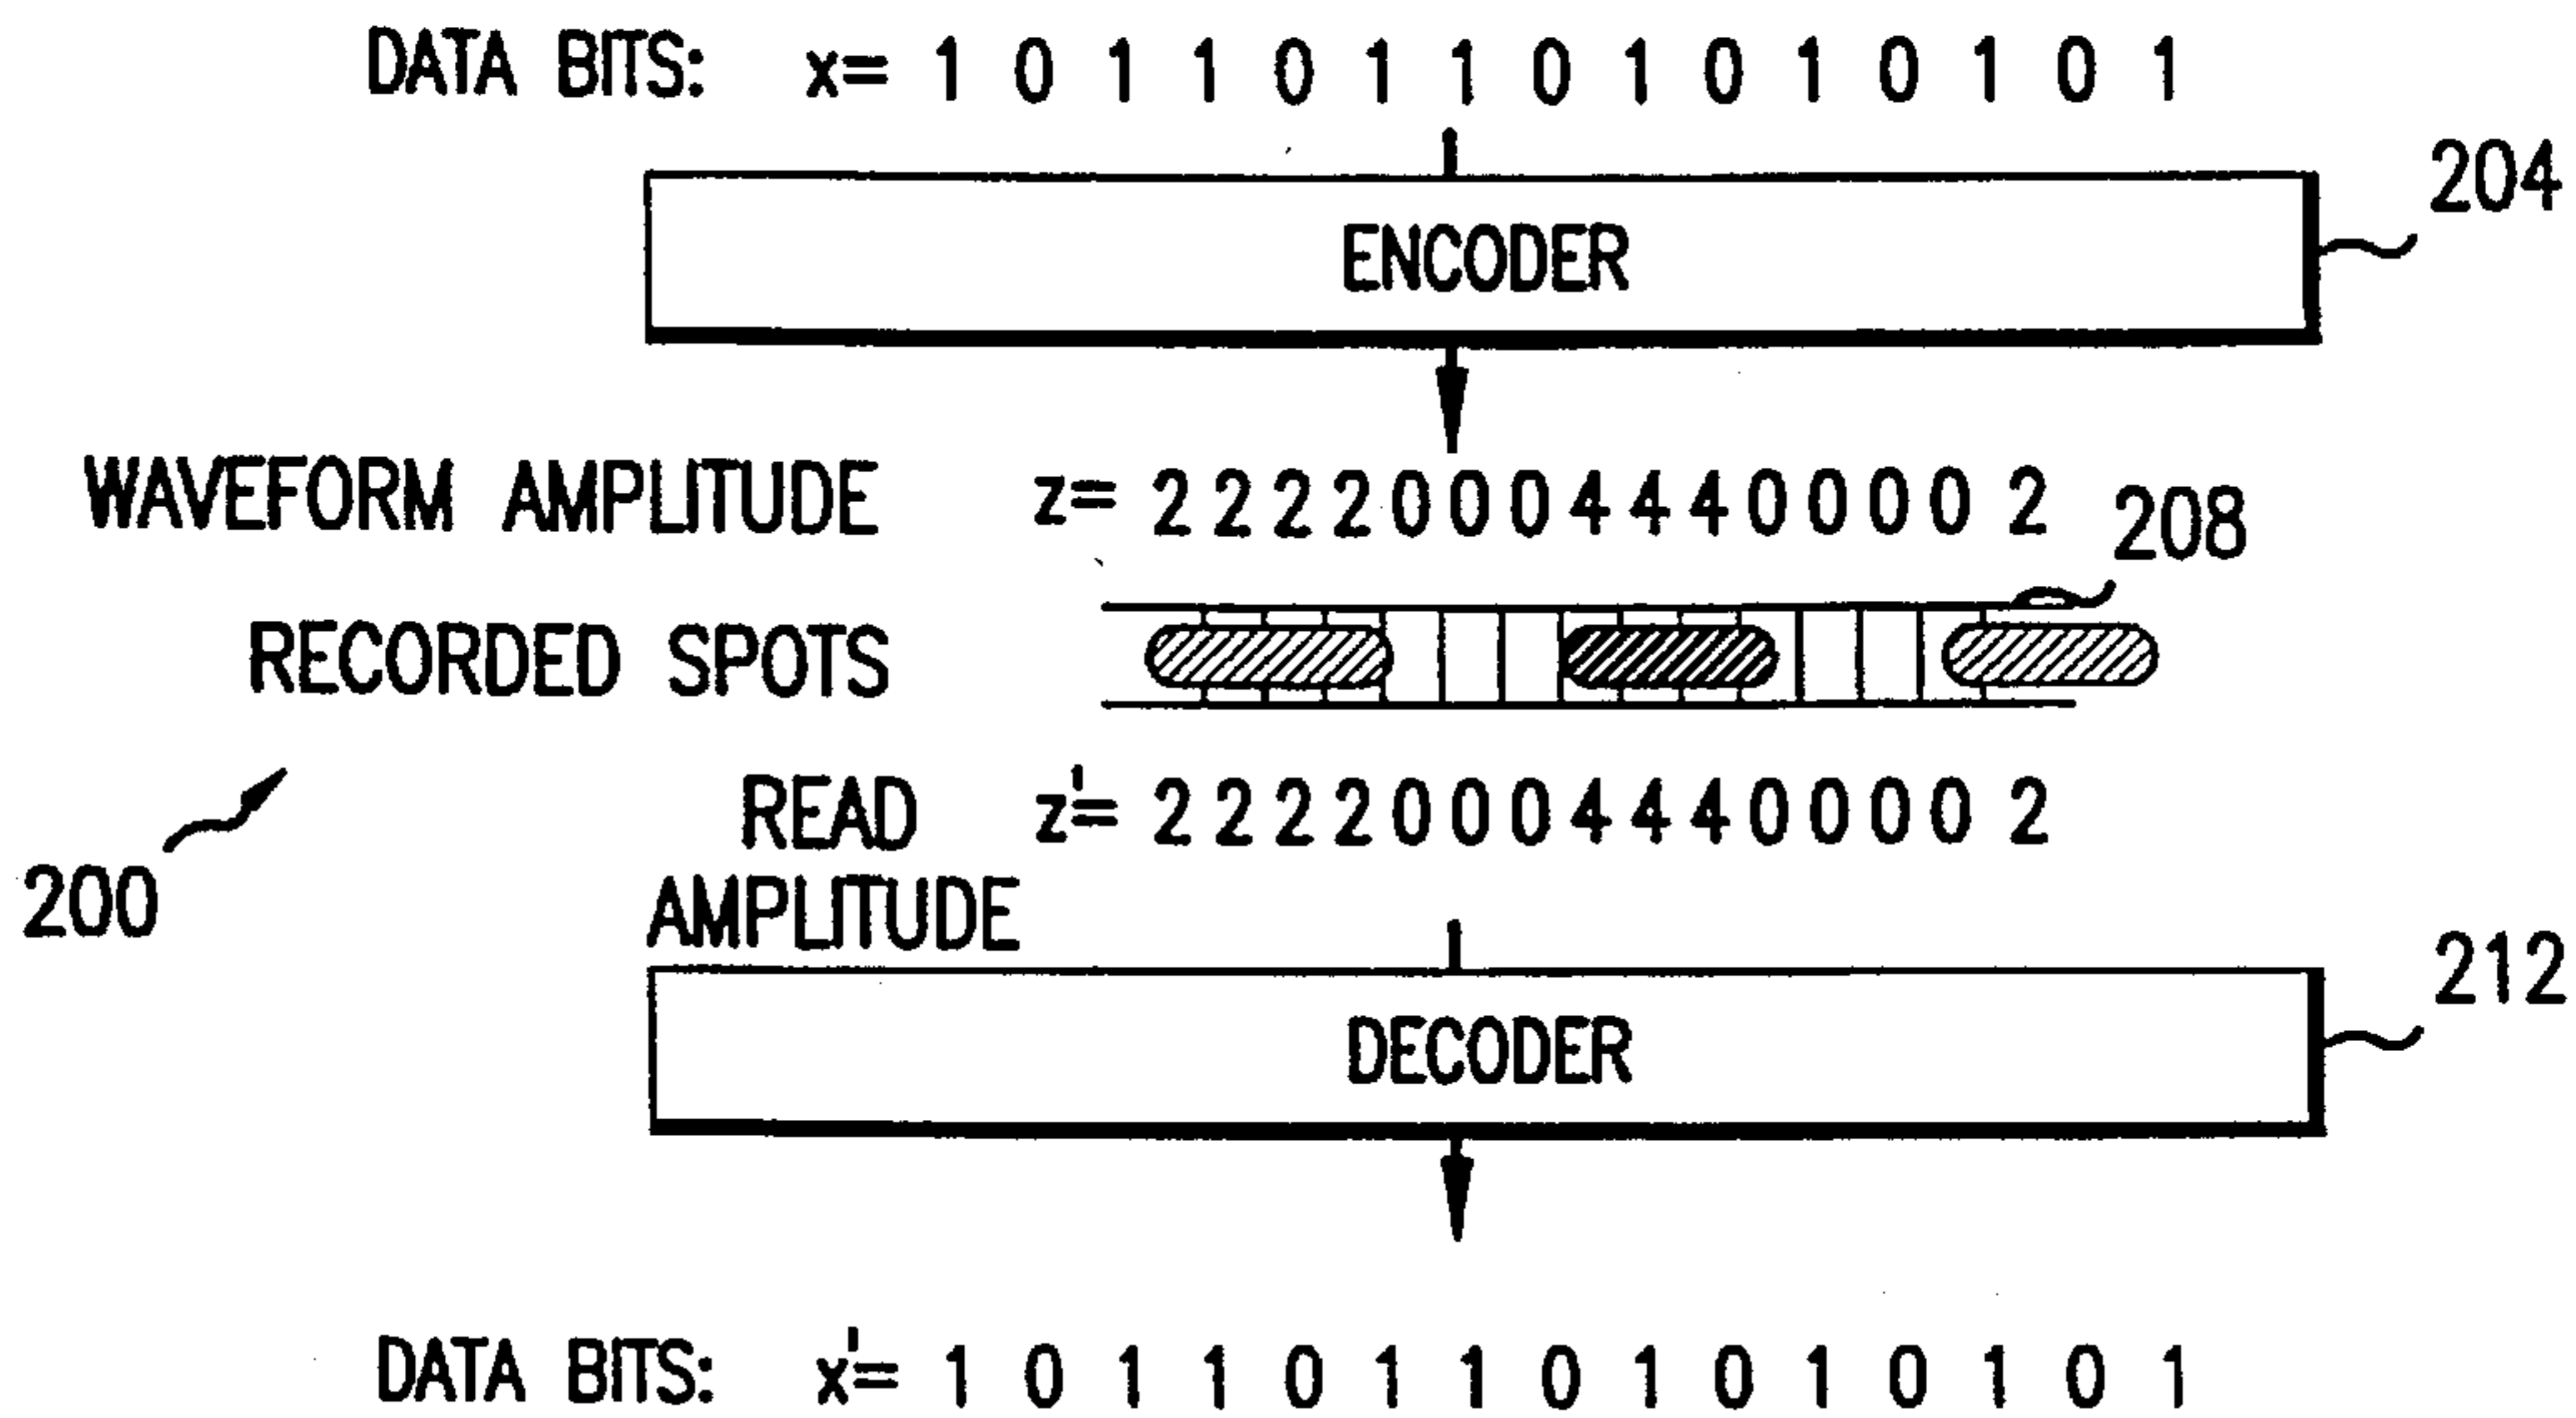 DATA BITS: x= 1 0 1 1 0 1 1 0 1 0 1 0 1 0 1
204
ENCODER
WAVEFORM AMPLITUDE z= 2 2 2 2 0 0 0 4 4 4 0 0 0 0 2
208
RECORDED SPOTS
READ AMPLITUDE z'= 2 2 2 2 0 0 0 4 4 4 0 0 0 0 2
200
212
DECODER
DATA BITS: x'= 1 0 1 1 0 1 1 0 1 0 1 0 1 0 1